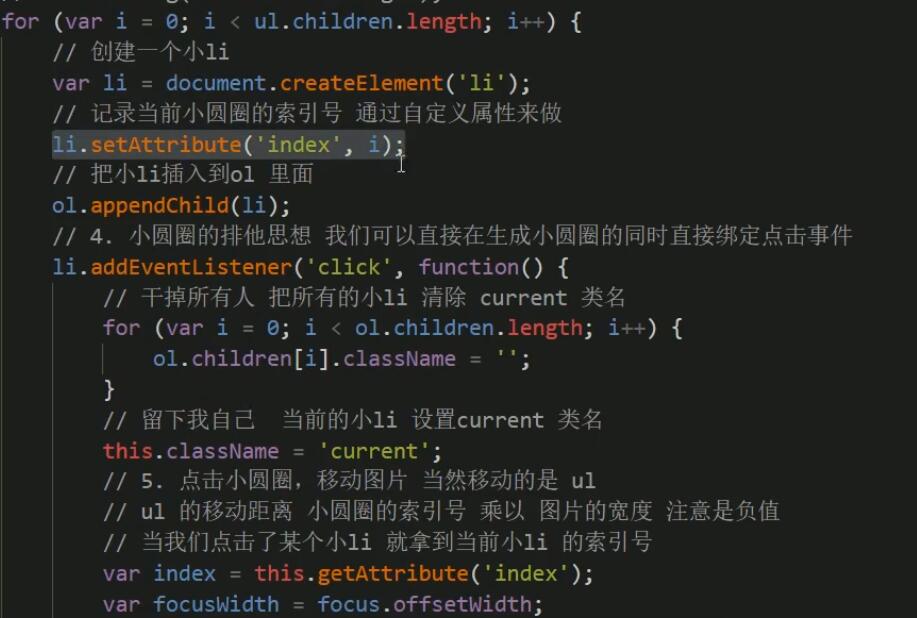 for (var i = 0; i < ul.children.length; i++) {
// 创建一个小li
var li = document.createElement('li');
// 记录当前小圆圈的索引号 通过自定义属性来做
li.setAttribute('index', i);
// 把小li插入到ol 里面
ol.appendChild(li);
// 4. 小圆圈的排他思想 我们可以直接在生成小圆圈的同时直接绑定点击事件
li.addEventListener('click', function() {
// 干掉所有人 把所有的小li 清除 current 类名
for (var i = 0; i < ol.children.length; i++) {
ol.children[i].className = '';
}
// 留下我自己  当前的小li 设置current 类名
this.className = 'current';
// 5. 点击小圆圈，移动图片 当然移动的是 ul
// ul 的移动距离 小圆圈的索引号 乘以 图片的宽度 注意是负值
// 当我们点击了某个小li 就拿到当前小li 的索引号
var index = this.getAttribute('index');
var focusWidth = focus.offsetWidth;